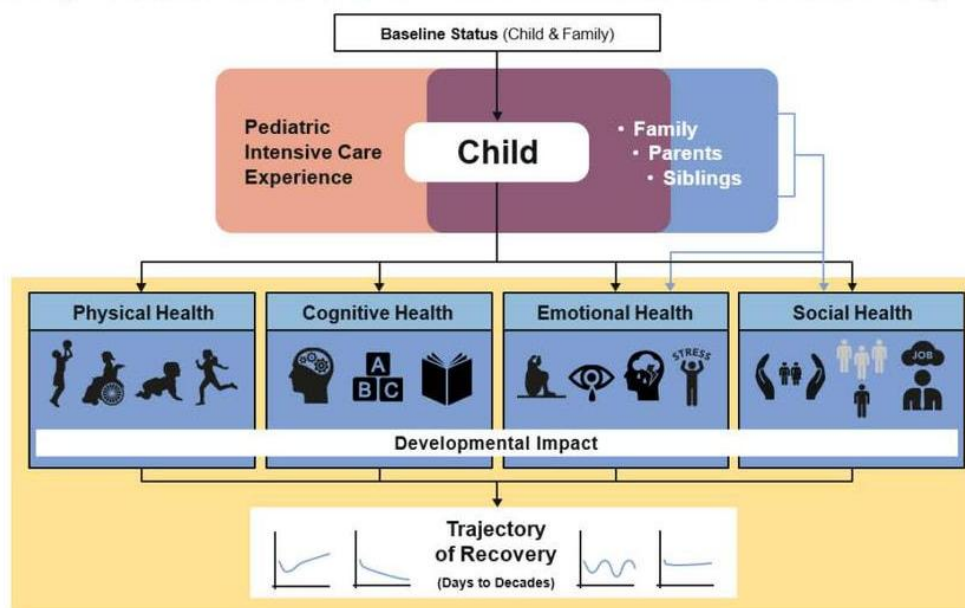 Baseline Status (Child & Family)
Pediatric
Intensive Care
Experience
Child
• Family
• Parents
• Siblings
Physical Health
Cognitive Health
Emotional Health
Social Health
A
B C
STRESS
JOB
Developmental Impact
Trajectory
of Recovery
(Days to Decades)